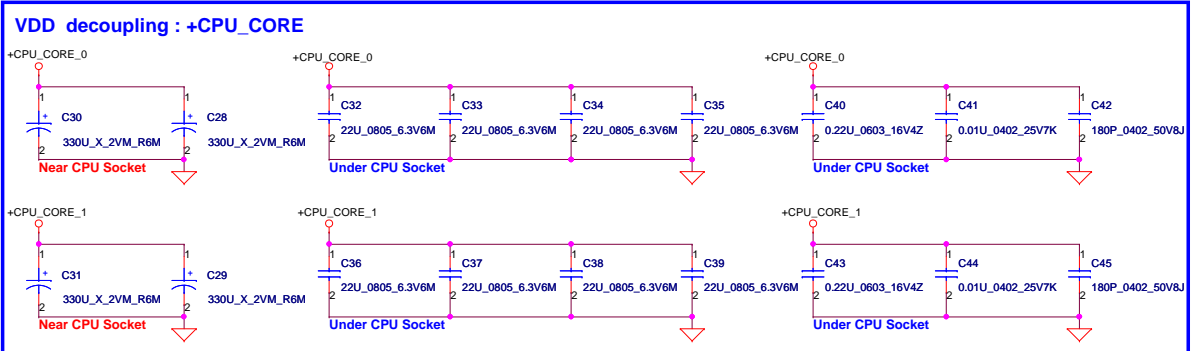 VDD decoupling : +CPU_CORE
+CPU_CORE_0
1
+
C30
330U_X_2VM_R6M
2
1
+
C28
330U_X_2VM_R6M
2
Near CPU Socket
+CPU_CORE_0
1
C32
22U_0805_6.3V6M
2
1
C33
22U_0805_6.3V6M
2
1
C34
22U_0805_6.3V6M
2
1
C35
22U_0805_6.3V6M
2
Under CPU Socket
+CPU_CORE_0
1
C40
0.22U_0603_16V4Z
2
1
C41
0.01U_0402_25V7K
2
1
C42
180P_0402_50V8J
2
Under CPU Socket
+CPU_CORE_1
1
+
C31
330U_X_2VM_R6M
2
1
+
C29
330U_X_2VM_R6M
2
Near CPU Socket
+CPU_CORE_1
1
C36
22U_0805_6.3V6M
2
1
C37
22U_0805_6.3V6M
2
1
C38
22U_0805_6.3V6M
2
1
C39
22U_0805_6.3V6M
2
Under CPU Socket
+CPU_CORE_1
1
C43
0.22U_0603_16V4Z
2
1
C44
0.01U_0402_25V7K
2
1
C45
180P_0402_50V8J
2
Under CPU Socket